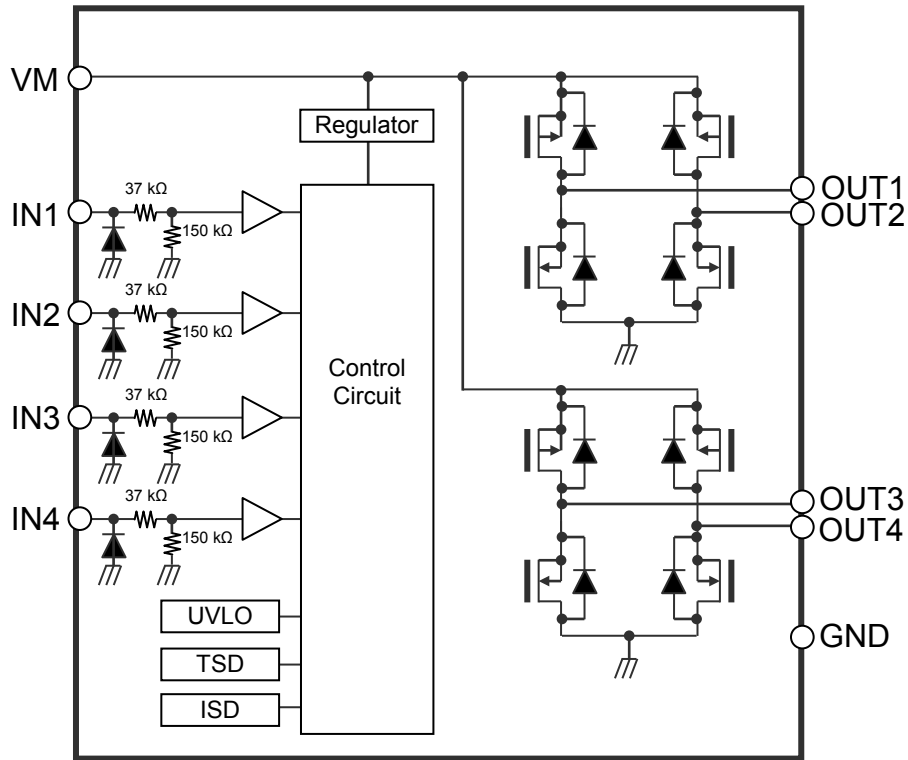 VM
Regulator
OUT1
OUT2
IN1
37 kΩ
150 kΩ
IN2
37 kΩ
150 kΩ
Control
Circuit
IN3
37 kΩ
150 kΩ
IN4
37 kΩ
150 kΩ
OUT3
OUT4
UVLO
TSD
ISD
GND